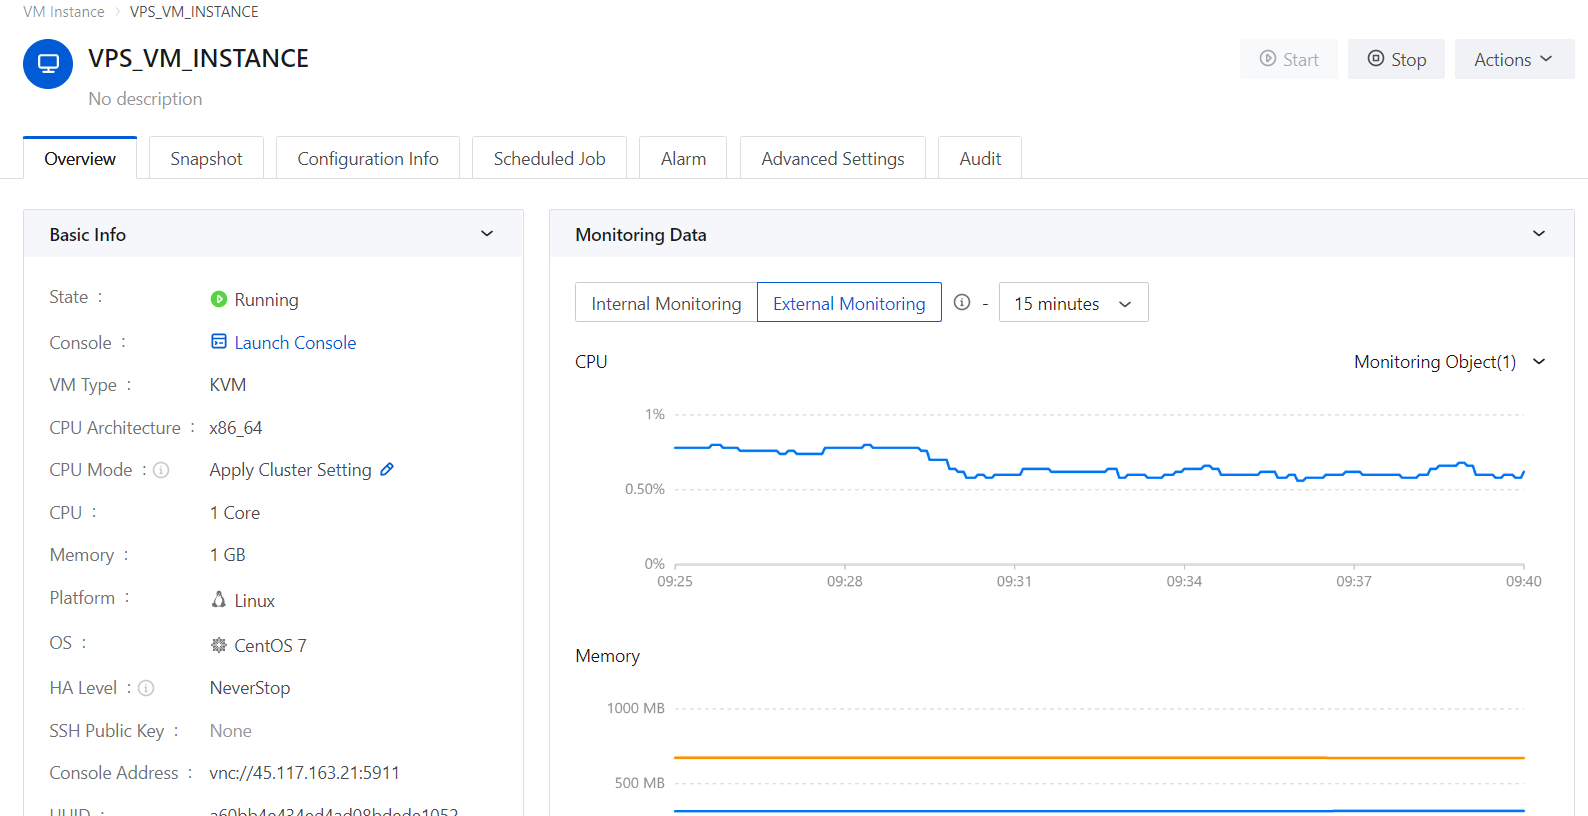 VM Instance > VPS_VM_INSTANCE
VPS_VM_INSTANCE
No description
Start
Stop
Actions
Overview
Snapshot
Configuration Info
Scheduled Job
Alarm
Advanced Settings
Audit
Basic Info
State :
Running
Console :
Launch Console
VM Type :
KVM
CPU Architecture :
x86_64
CPU Mode :
Apply Cluster Setting
CPU :
1 Core
Memory :
1 GB
Platform :
Linux
OS :
CentOS 7
HA Level :
NeverStop
SSH Public Key :
None
Console Address :
vnc://45.117.163.21:5911
UUID :
Monitoring Data
Internal Monitoring
External Monitoring
-
15 minutes
CPU
Monitoring Object(1)
1%
0.50%
0%
09:25
09:28
09:31
09:34
09:37
09:40
Memory
1000 MB
500 MB